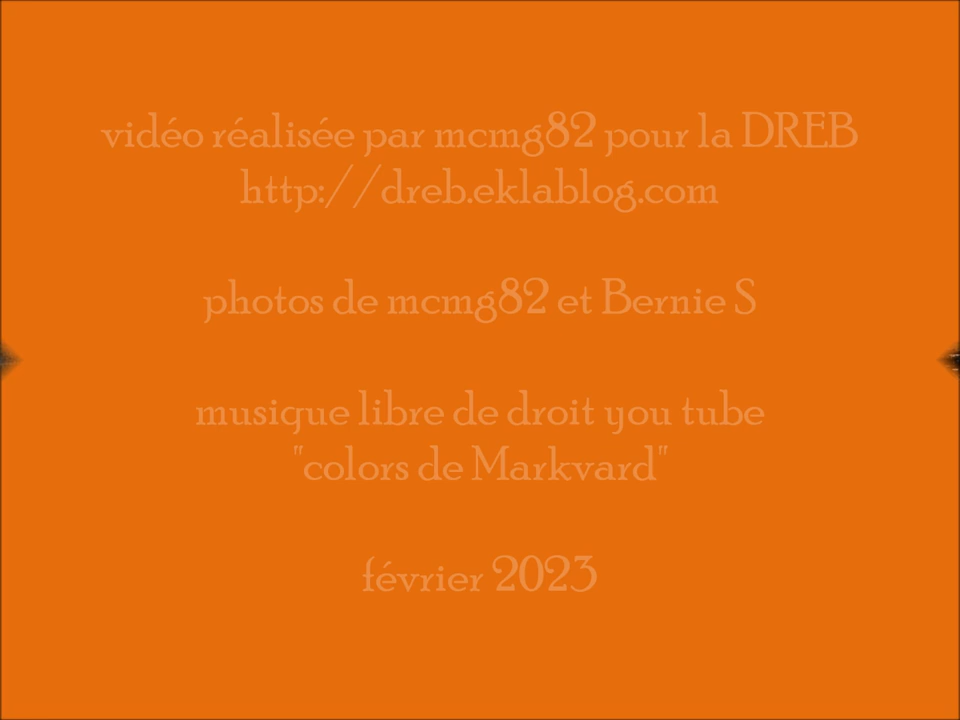 vidéo réalisée par mcmg82 pour la DREB
http://dreb.eklablog.com
photos de mcmg82 et Bernie S
musique libre de droit you tube
"colors de Markvard"
février 2023